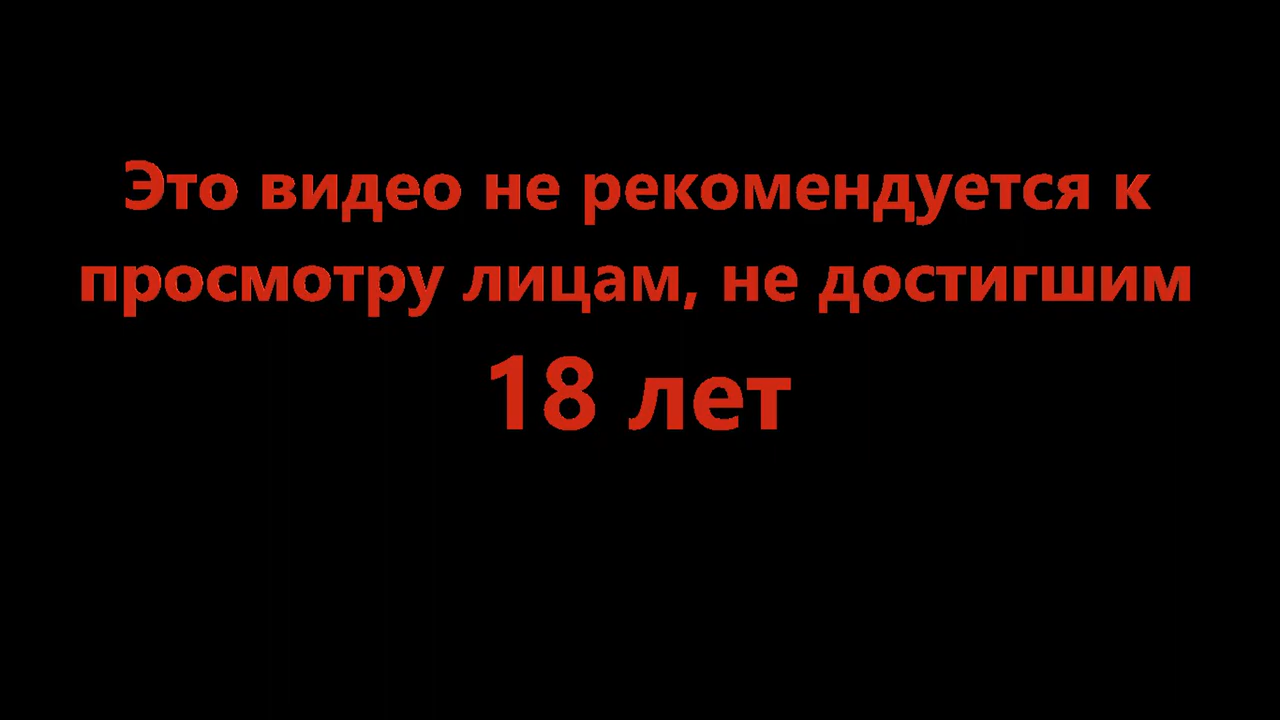 Это видео не рекомендуется к
просмотру лицам, не достигшим
18 лет